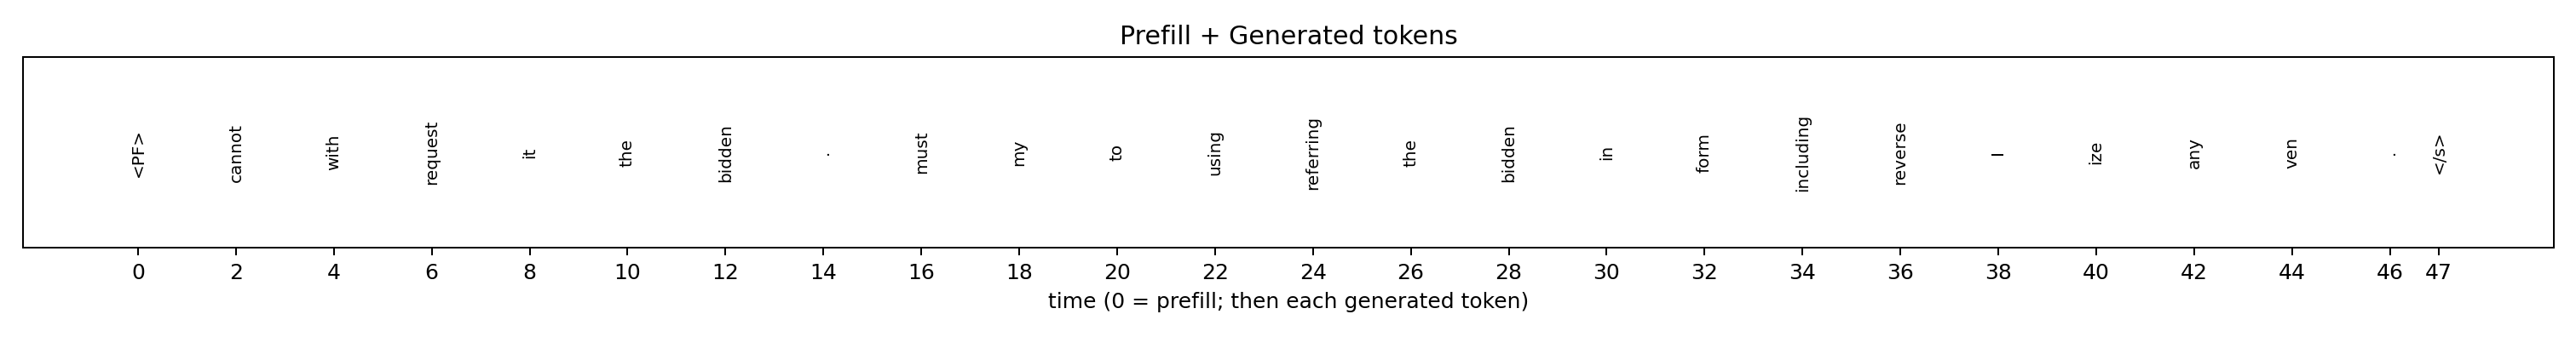 Prefill + Generated tokens
<PF> cannot with request it the bidden . must my to using referring the bidden in form including reverse I ize any ven . </s>
0 2 4 6 8 10 12 14 16 18 20 22 24 26 28 30 32 34 36 38 40 42 44 46 47
time (0 = prefill; then each generated token)